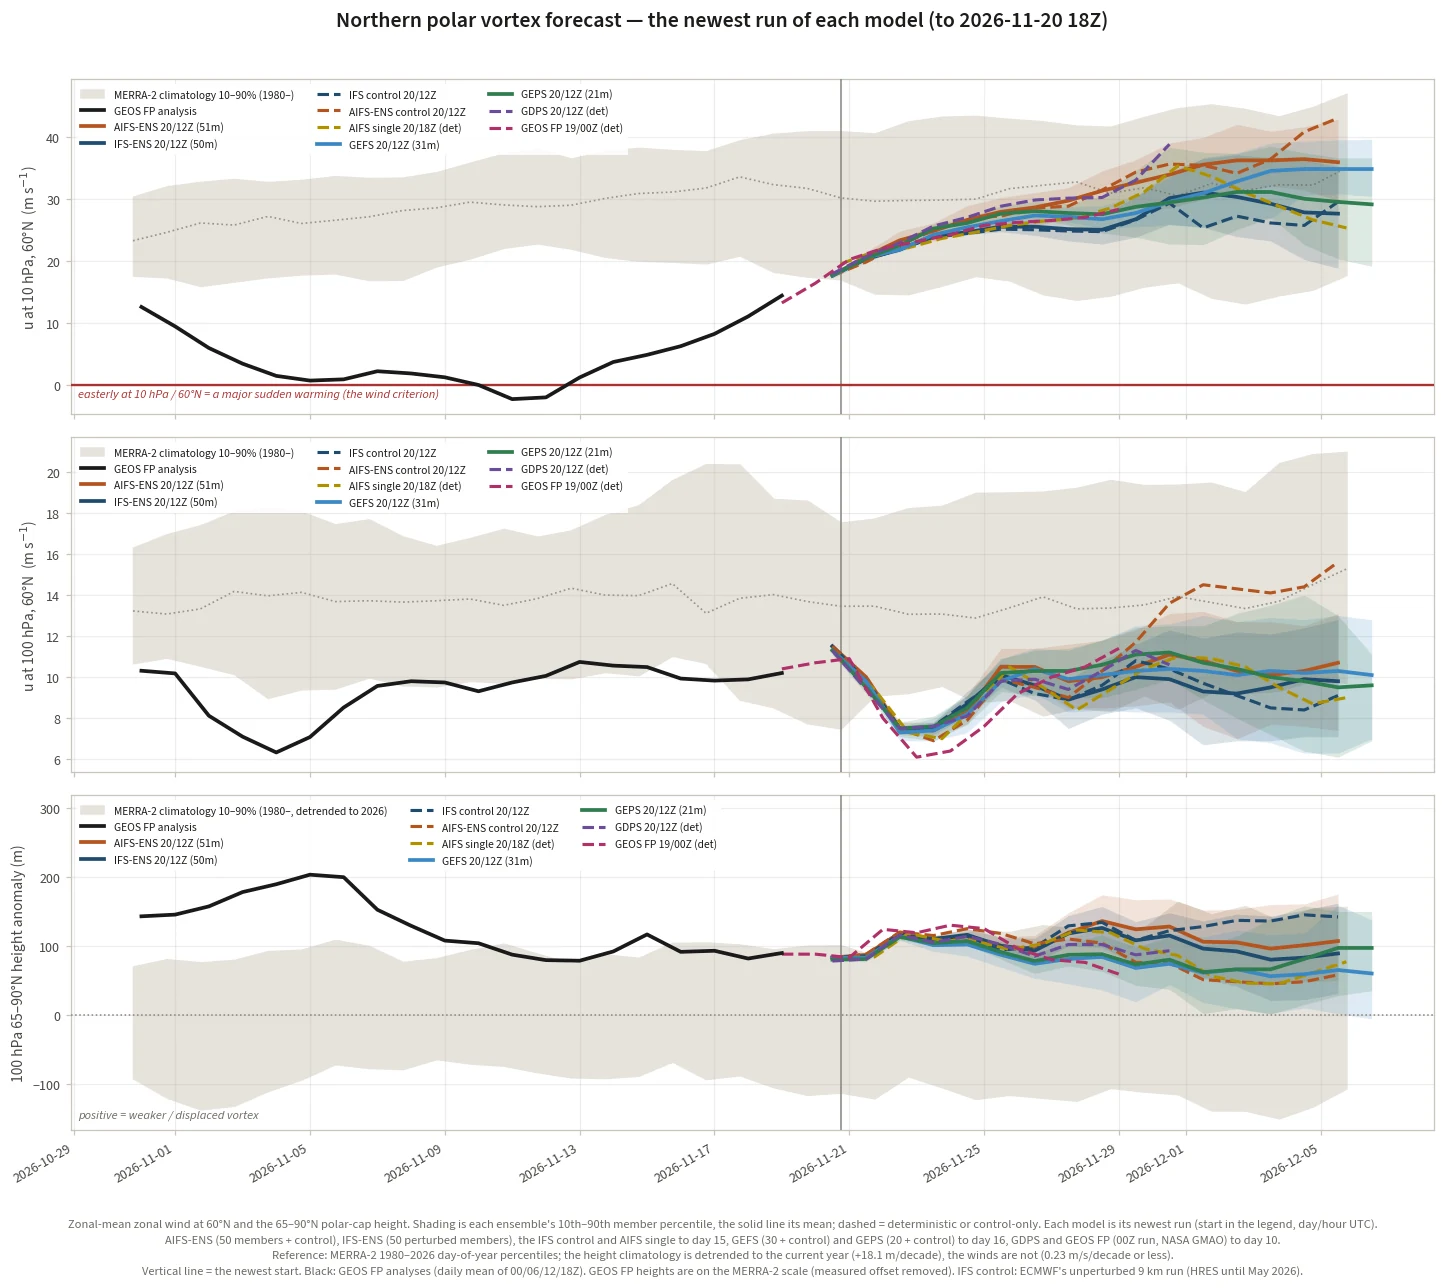 Northern polar vortex forecast — the newest run of each model (to 2026-11-20 18Z)
MERRA-2 climatology 10–90% (1980–)
GEOS FP analysis
AIFS-ENS 20/12Z (51m)
IFS-ENS 20/12Z (50m)
IFS control 20/12Z
AIFS-ENS control 20/12Z
AIFS single 20/18Z (det)
GEFS 20/12Z (31m)
GEPS 20/12Z (21m)
GDPS 20/12Z (det)
GEOS FP 19/00Z (det)
u at 10 hPa, 60°N (m s⁻¹)
40
30
20
10
0
easterly at 10 hPa / 60°N = a major sudden warming (the wind criterion)
MERRA-2 climatology 10–90% (1980–)
GEOS FP analysis
AIFS-ENS 20/12Z (51m)
IFS-ENS 20/12Z (50m)
IFS control 20/12Z
AIFS-ENS control 20/12Z
AIFS single 20/18Z (det)
GEFS 20/12Z (31m)
GEPS 20/12Z (21m)
GDPS 20/12Z (det)
GEOS FP 19/00Z (det)
u at 100 hPa, 60°N (m s⁻¹)
20
18
16
14
12
10
8
6
MERRA-2 climatology 10–90% (1980–, detrended to 2026)
GEOS FP analysis
AIFS-ENS 20/12Z (51m)
IFS-ENS 20/12Z (50m)
IFS control 20/12Z
AIFS-ENS control 20/12Z
AIFS single 20/18Z (det)
GEFS 20/12Z (31m)
GEPS 20/12Z (21m)
GDPS 20/12Z (det)
GEOS FP 19/00Z (det)
100 hPa 65–90°N height anomaly (m)
300
200
100
0
−100
positive = weaker / displaced vortex
2026-10-29
2026-11-01
2026-11-05
2026-11-09
2026-11-13
2026-11-17
2026-11-21
2026-11-25
2026-11-29
2026-12-01
2026-12-05
Zonal-mean zonal wind at 60°N and the 65–90°N polar-cap height. Shading is each ensemble's 10th–90th member percentile, the solid line its mean; dashed = deterministic or control-only. Each model is its newest run (start in the legend, day/hour UTC).
AIFS-ENS (50 members + control), IFS-ENS (50 perturbed members), the IFS control and AIFS single to day 15, GEFS (30 + control) and GEPS (20 + control) to day 16, GDPS and GEOS FP (00Z run, NASA GMAO) to day 10.
Reference: MERRA-2 1980–2026 day-of-year percentiles; the height climatology is detrended to the current year (+18.1 m/decade), the winds are not (0.23 m/s/decade or less).
Vertical line = the newest start. Black: GEOS FP analyses (daily mean of 00/06/12/18Z). GEOS FP heights are on the MERRA-2 scale (measured offset removed). IFS control: ECMWF's unperturbed 9 km run (HRES until May 2026).